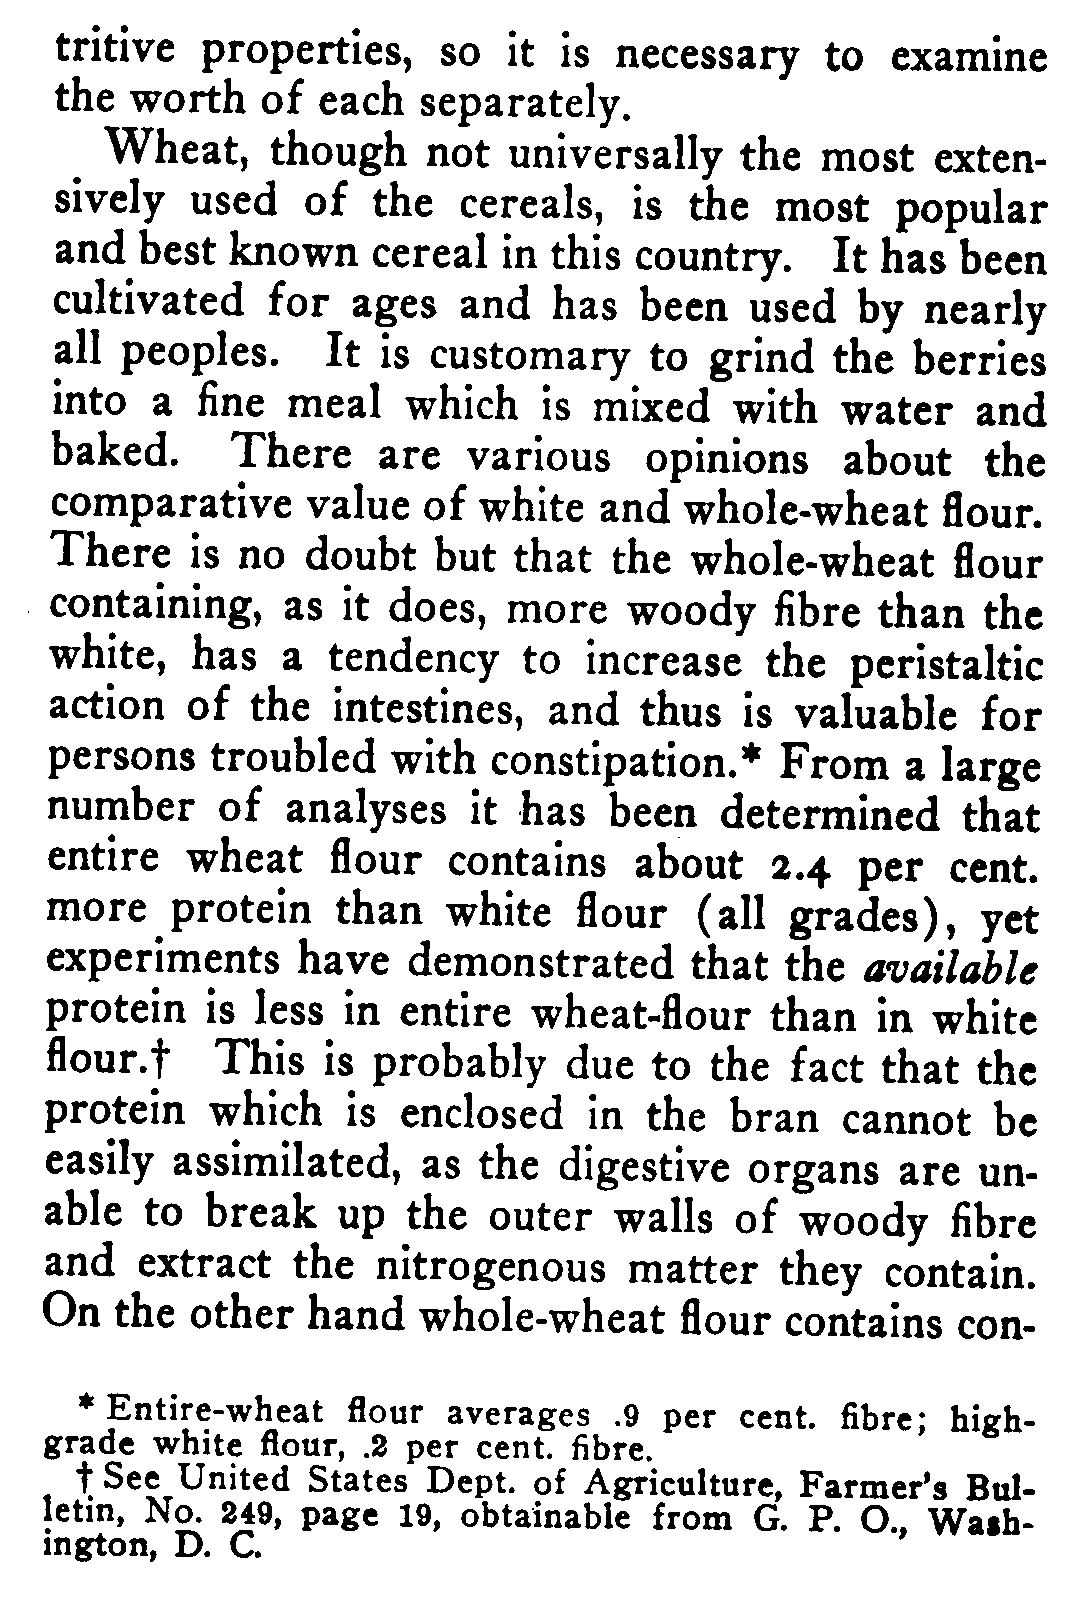 tritive properties, so it is necessary to examine
the worth of each separately.
Wheat, though not universally the most exten-
sively used of the cereals, is the most popular
and best known cereal in this country. It has been
cultivated for ages and has been used by nearly
all peoples. It is customary to grind the berries
into a fine meal which is mixed with water and
baked. There are various opinions about the
comparative value of white and whole-wheat flour.
There is no doubt but that the whole-wheat flour
containing, as it does, more woody fibre than the
white, has a tendency to increase the peristaltic
action of the intestines, and thus is valuable for
persons troubled with constipation.* From a large
number of analyses it has been determined that
entire wheat flour contains about 2.4 per cent.
more protein than white flour (all grades), yet
experiments have demonstrated that the available
protein is less in entire wheat-flour than in white
flour.† This is probably due to the fact that the
protein which is enclosed in the bran cannot be
easily assimilated, as the digestive organs are un-
able to break up the outer walls of woody fibre
and extract the nitrogenous matter they contain.
On the other hand whole-wheat flour contains con-
* Entire-wheat flour averages .9 per cent. fibre; high-
grade white flour, .2 per cent. fibre.
† See United States Dept. of Agriculture, Farmer's Bul-
letin, No. 249, page 19, obtainable from G. P. O., Wash-
ington, D. C.